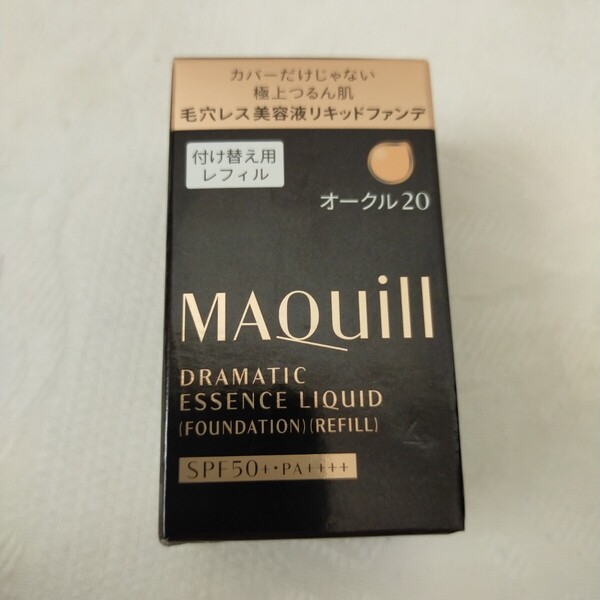 カバーだけじゃない
極上つるん肌
毛穴レス美容液リキッドファンデ
付け替え用
レフィル
オークル20
MAQuill
DRAMATIC
ESSENCE LIQUID
(FOUNDATION)(REFILL)
SPF50+・PA++++